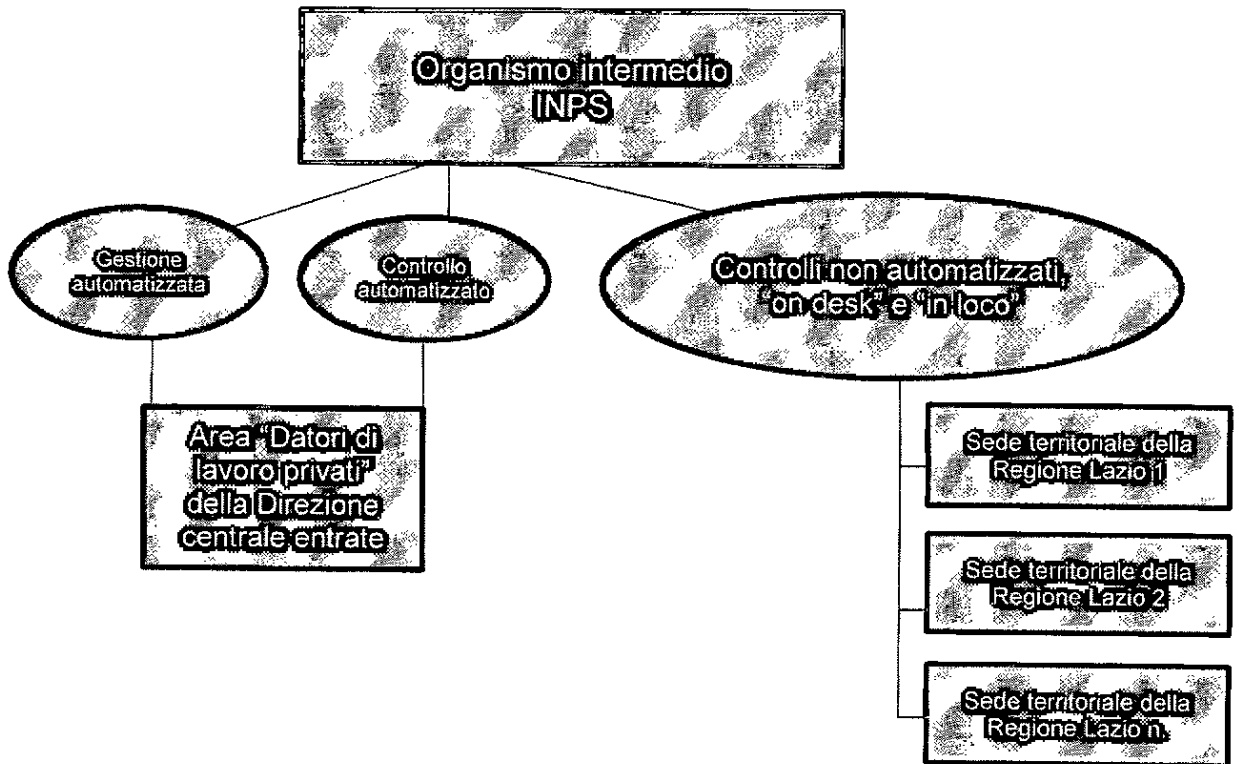 Organismo intermedio
INPS
Gestione
automatizzata
Controllo
automatizzato
Controlli non automatizzati,
"on desk" e "in loco"
Area "Datori di
lavoro privati"
della Direzione
centrale entrate
Sede territoriale della
Regione Lazio 1
Sede territoriale della
Regione Lazio 2
Sede territoriale della
Regione Lazio n.